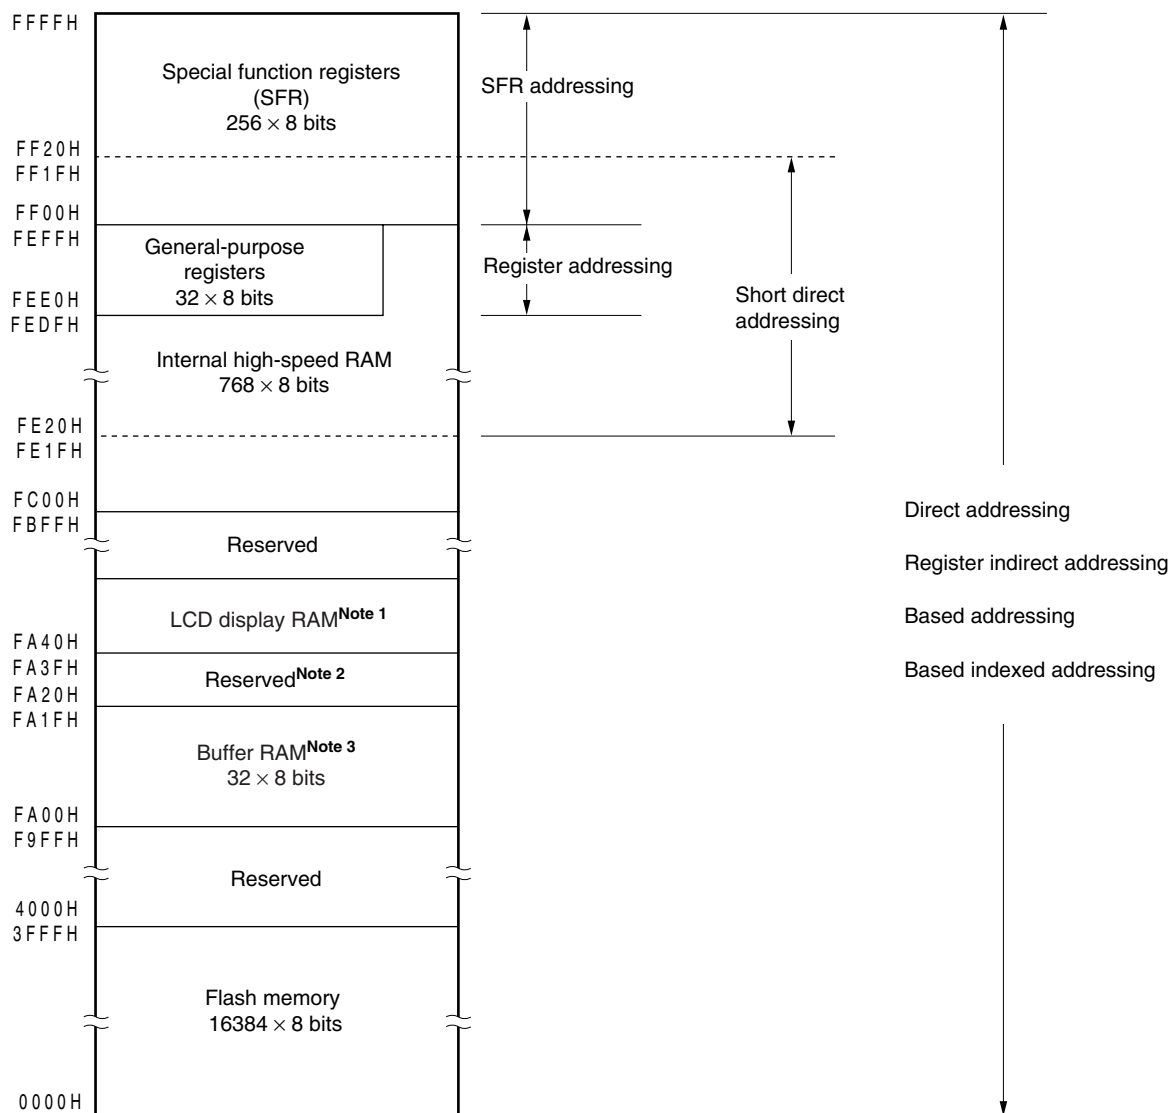 FFFFH
Special function registers
(SFR)
256 × 8 bits
SFR addressing
FF20H
FF1FH
FF00H
FEFFH
General-purpose
registers
32 × 8 bits
Register addressing
Short direct
addressing
FEE0H
FEDFH
Internal high-speed RAM
768 × 8 bits
FE20H
FE1FH
FC00H
FBFFH
Reserved
Direct addressing
Register indirect addressing
Based addressing
Based indexed addressing
LCD display RAMNote 1
FA40H
FA3FH
Reserved Note 2
FA20H
FA1FH
Buffer RAMNote 3
32 × 8 bits
FA00H
F9FFH
Reserved
4000H
3FFFH
Flash memory
16384 × 8 bits
0000H